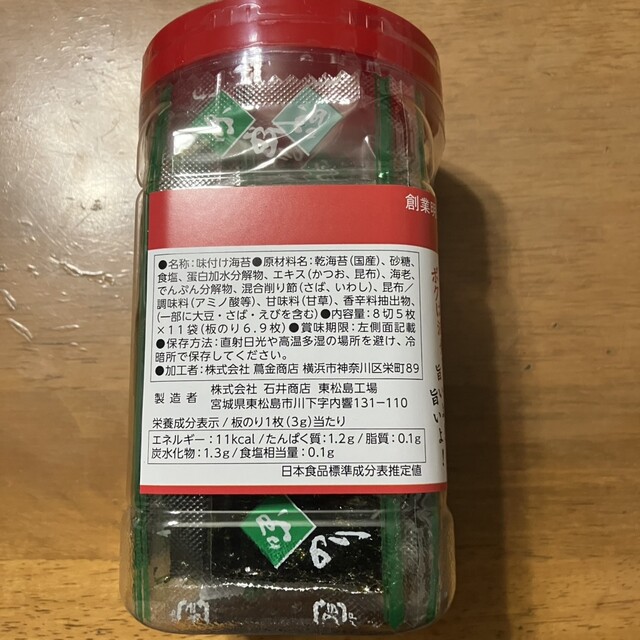 創業明
●名称:味付け海苔●原材料名:乾海苔(国産)、砂糖、
食塩、蛋白加水分解物、エキス(かつお、昆布)、海老、
でんぷん分解物、混合削り節(さば、いわし)、昆布/
調味料(アミノ酸等)、甘味料(甘草)、香辛料抽出物、
(一部に大豆・さば・えびを含む)●内容量:8切5枚
×11袋(板のり6.9枚)●賞味期限:左側面記載
●保存方法:直射日光や高温多湿の場所を避け、冷
暗所で保存してください。
●加工者:株式会社 蔦金商店 横浜市神奈川区栄町89
製造者 株式会社 石井商店 東松島工場
宮城県東松島市川下字内響131−110
栄養成分表示/板のり1枚(3g)当たり
エネルギー:11kcal/たんぱく質:1.2g/脂質:0.1g
炭水化物:1.3g/食塩相当量:0.1g
日本食品標準成分表推定値
のり